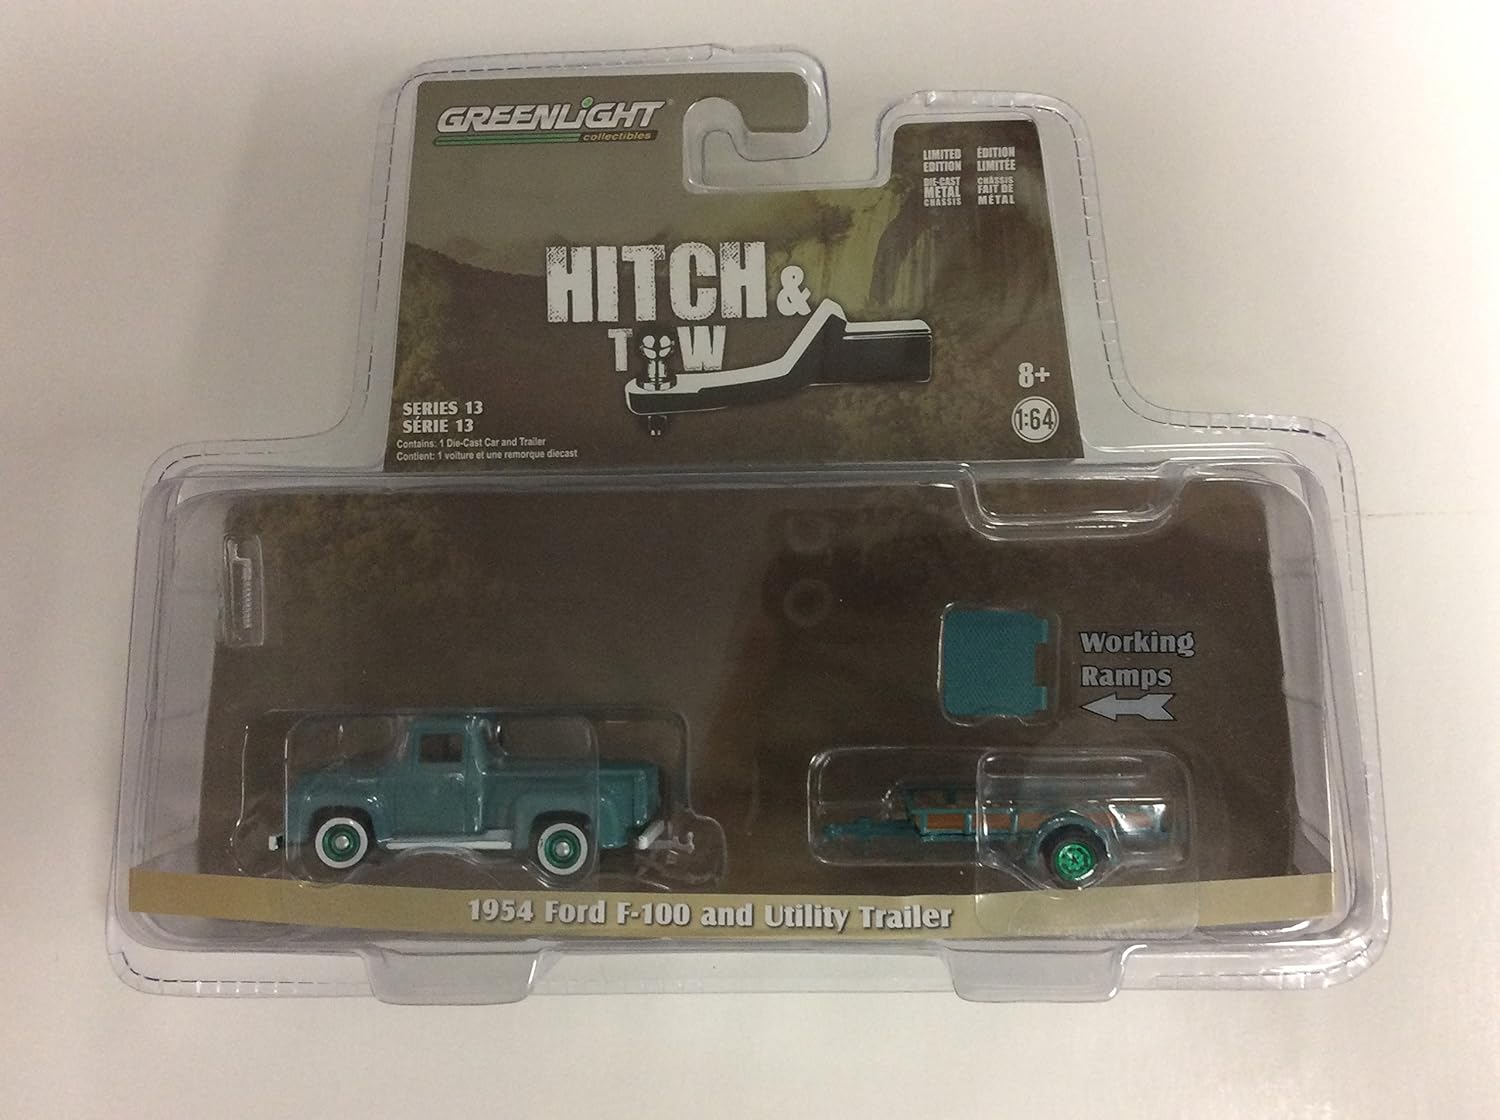 GREENLIGHT
collectibles
LIMITED EDITION
ÉDITION LIMITÉE
DIE-CAST METAL CHASSIS
CHÂSSIS FAIT DE MÉTAL
HITCH &
TOW
8+
1:64
SERIES 13
SÉRIE 13
Contains: 1 Die-Cast Car and Trailer
Contient: 1 voiture et une remorque diecast
Working
Ramps
1954 Ford F-100 and Utility Trailer